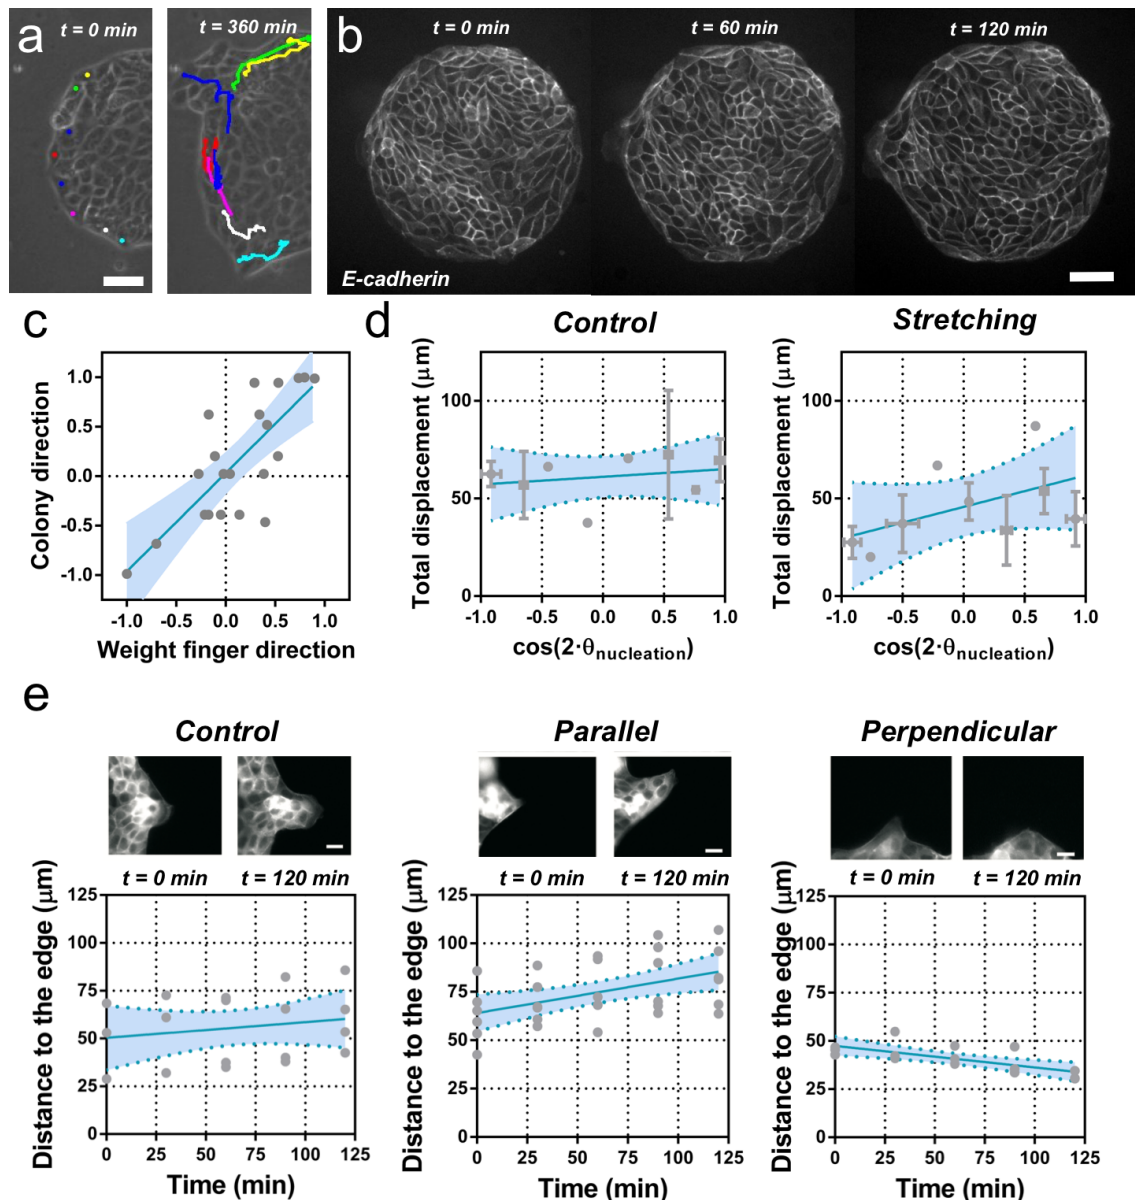 a
t = 0 min
t = 360 min
b
t = 0 min
t = 60 min
t = 120 min
E-cadherin
c
Colony direction
1.0
0.5
0.0
-0.5
-1.0
-1.0
-0.5
0.0
0.5
1.0
Weight finger direction
d
Control
Total displacement (μm)
100
50
0
-1.0
-0.5
0.0
0.5
1.0
cos(2·θnucleation)
Stretching
Total displacement (μm)
100
50
0
-1.0
-0.5
0.0
0.5
1.0
cos(2·θnucleation)
e
Control
t = 0 min
t = 120 min
Distance to the edge (μm)
125
100
75
50
25
0
0
25
50
75
100
125
Time (min)
Parallel
t = 0 min
t = 120 min
Distance to the edge (μm)
125
100
75
50
25
0
0
25
50
75
100
125
Time (min)
Perpendicular
t = 0 min
t = 120 min
Distance to the edge (μm)
125
100
75
50
25
0
0
25
50
75
100
125
Time (min)